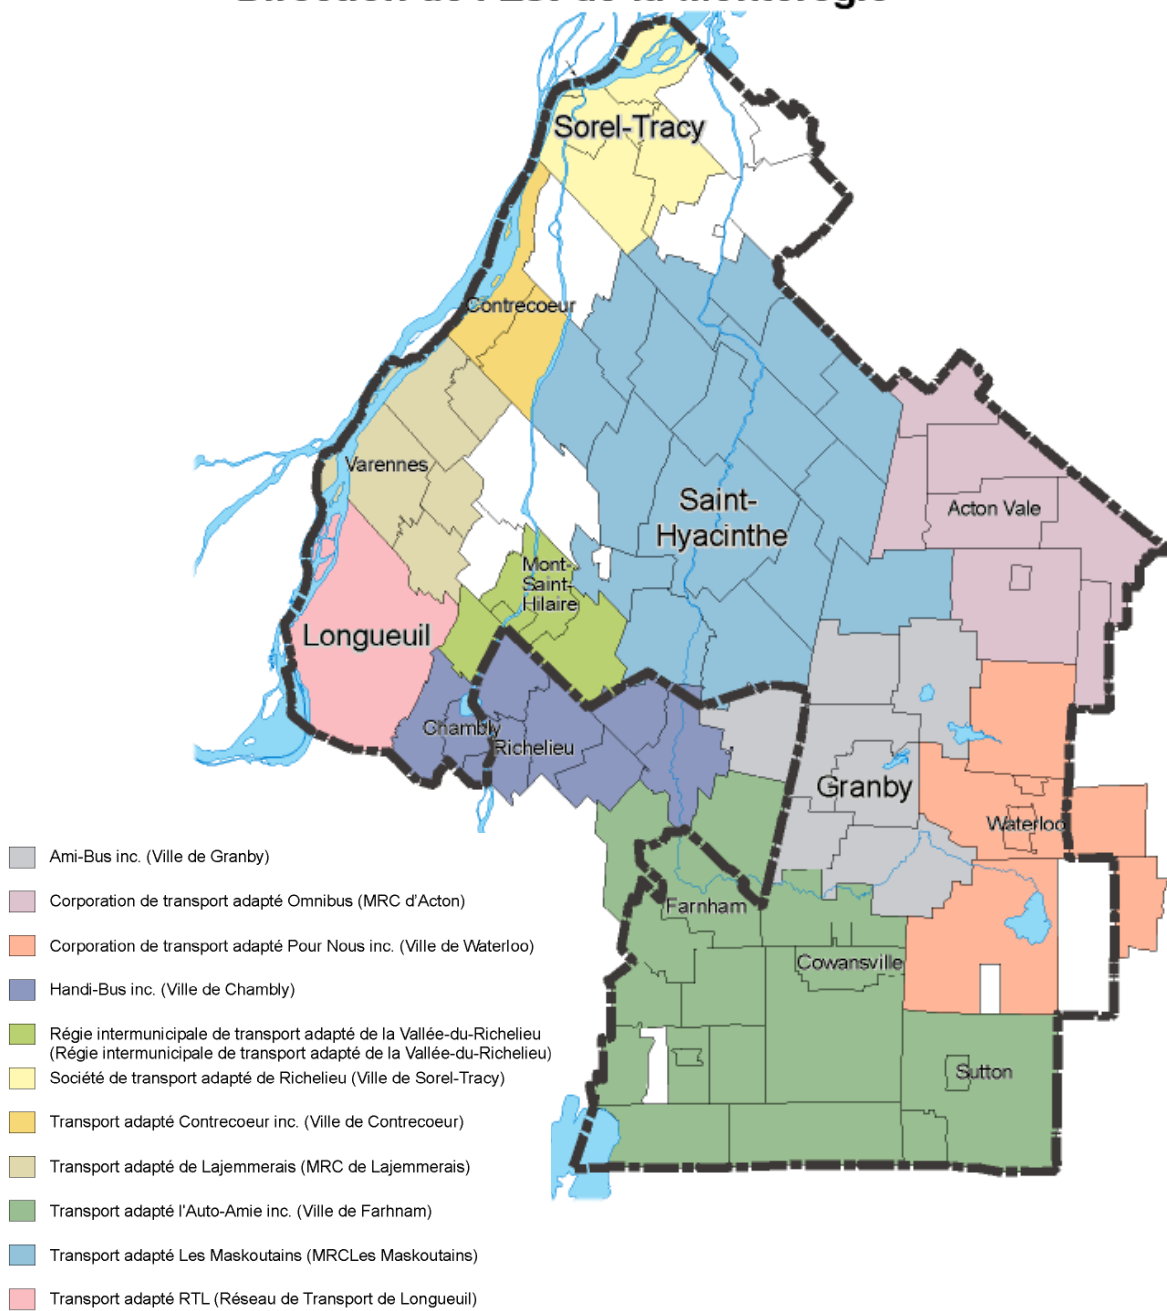 Direction de l'Est de la Montérégie
Sorel-Tracy
Contrecoeur
Varennes
Saint-
Hyacinthe
Acton Vale
Mont-
Saint-
Hilaire
Longueuil
Chambly
Richelieu
Granby
Waterloo
Farnham
Cowansville
Sutton
Ami-Bus inc. (Ville de Granby)
Corporation de transport adapté Omnibus (MRC d'Acton)
Corporation de transport adapté Pour Nous inc. (Ville de Waterloo)
Handi-Bus inc. (Ville de Chambly)
Régie intermunicipale de transport adapté de la Vallée-du-Richelieu
(Régie intermunicipale de transport adapté de la Vallée-du-Richelieu)
Société de transport adapté de Richelieu (Ville de Sorel-Tracy)
Transport adapté Contrecoeur inc. (Ville de Contrecoeur)
Transport adapté de Lajemmerais (MRC de Lajemmerais)
Transport adapté l'Auto-Amie inc. (Ville de Farhnam)
Transport adapté Les Maskoutains (MRCLes Maskoutains)
Transport adapté RTL (Réseau de Transport de Longueuil)